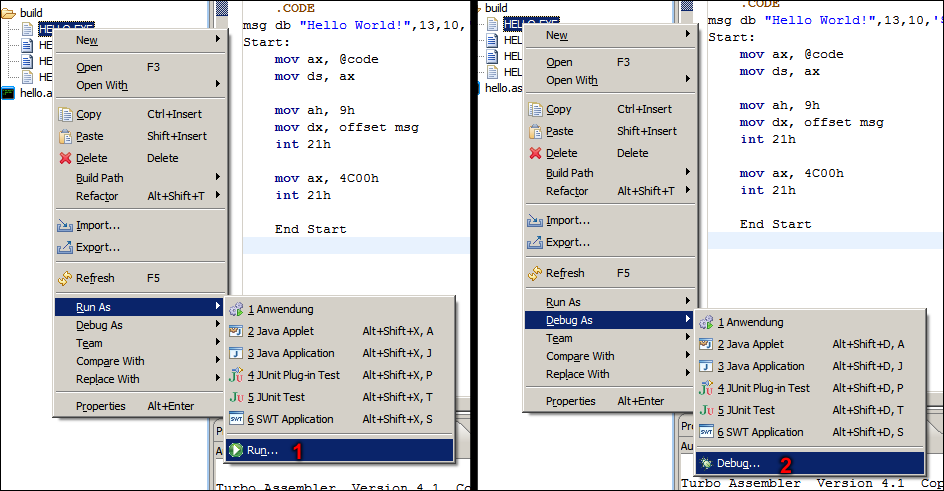 build
HELLO.EXE
HE
HE
HE
hello.as
New
Open F3
Open With
Copy Ctrl+Insert
Paste Shift+Insert
Delete Delete
Build Path
Refactor Alt+Shift+T
Import...
Export...
Refresh F5
Run As
Debug As
Team
Compare With
Replace With
Properties Alt+Enter
1 Anwendung
2 Java Applet Alt+Shift+X, A
3 Java Application Alt+Shift+X, J
4 JUnit Plug-in Test Alt+Shift+X, P
5 JUnit Test Alt+Shift+X, T
6 SWT Application Alt+Shift+X, S
Run... 1
.CODE
msg db "Hello World!",13,10,
Start:
mov ax, @code
mov ds, ax
mov ah, 9h
mov dx, offset msg
int 21h
mov ax, 4C00h
int 21h
End Start
Turbo Assembler Version 4.1 Cop
build
HELLO.EXE
HEL
HEL
HEL
hello.as
New
Open F3
Open With
Copy Ctrl+Insert
Paste Shift+Insert
Delete Delete
Build Path
Refactor Alt+Shift+T
Import...
Export...
Refresh F5
Run As
Debug As
Team
Compare With
Replace With
Properties Alt+Enter
1 Anwendung
2 Java Applet Alt+Shift+D, A
3 Java Application Alt+Shift+D, J
4 JUnit Plug-in Test Alt+Shift+D, P
5 JUnit Test Alt+Shift+D, T
6 SWT Application Alt+Shift+D, S
Debug... 2
.CODE
msg db "Hello World!",13,10,'$
Start:
mov ax, @code
mov ds, ax
mov ah, 9h
mov dx, offset msg
int 21h
mov ax, 4C00h
int 21h
End Start
Pro
Au
Turbo Assembler Version 4.1 Cop